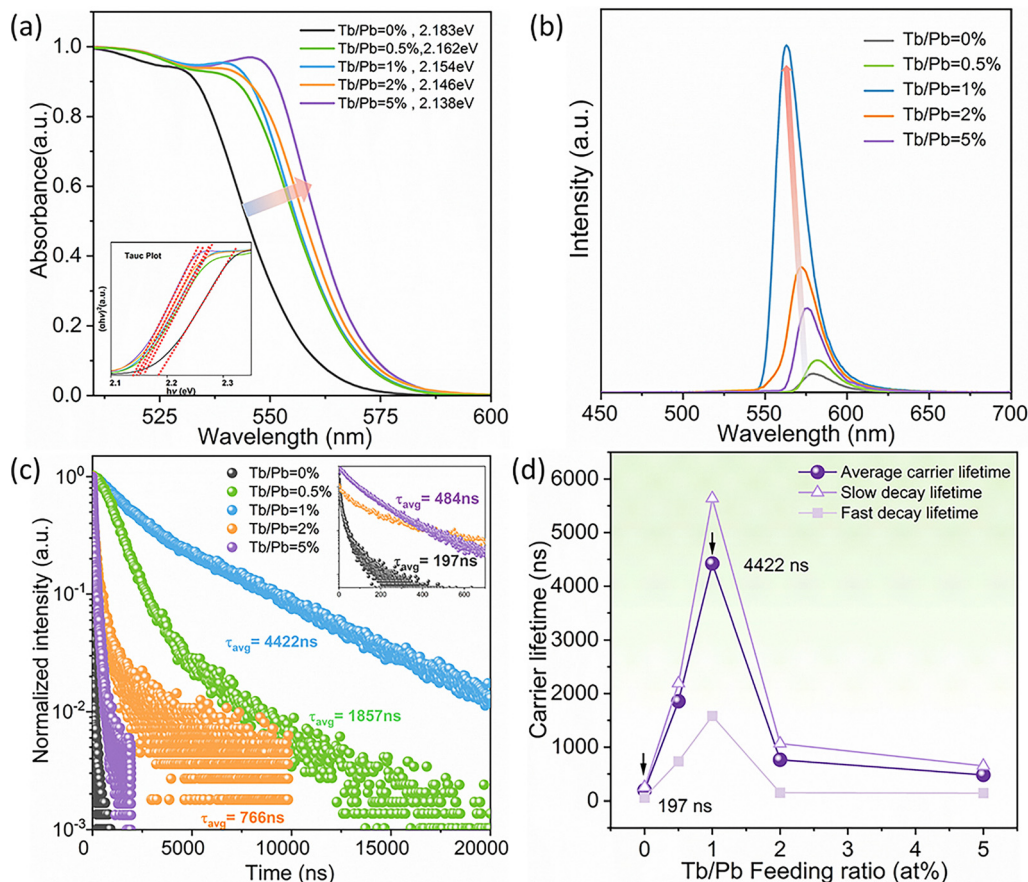 (a)
Tb/Pb=0% , 2.183eV
Tb/Pb=0.5%,2.162eV
Tb/Pb=1% , 2.154eV
Tb/Pb=2% , 2.146eV
Tb/Pb=5% , 2.138eV
Absorbance(a.u.)
1.0
0.8
0.6
0.4
0.2
0.0
Tauc Plot
(αhν)²(a.u.)
2.1 2.2 2.3
hν (eV)
525 550 575 600
Wavelength (nm)
(b)
Tb/Pb=0%
Tb/Pb=0.5%
Tb/Pb=1%
Tb/Pb=2%
Tb/Pb=5%
Intensity (a.u.)
450 500 550 600 650 700
Wavelength (nm)
(c)
Tb/Pb=0%
Tb/Pb=0.5%
Tb/Pb=1%
Tb/Pb=2%
Tb/Pb=5%
Normalized intensity (a.u.)
10⁰
10⁻¹
10⁻²
10⁻³
τavg= 484ns
τavg= 197ns
0 200 400 600
τavg= 4422ns
τavg= 1857ns
τavg= 766ns
0 5000 10000 15000 20000
Time (ns)
(d)
Average carrier lifetime
Slow decay lifetime
Fast decay lifetime
Carrier lifetime (ns)
6000
5000
4000
3000
2000
1000
0
4422 ns
197 ns
0 1 2 3 4 5
Tb/Pb Feeding ratio (at%)